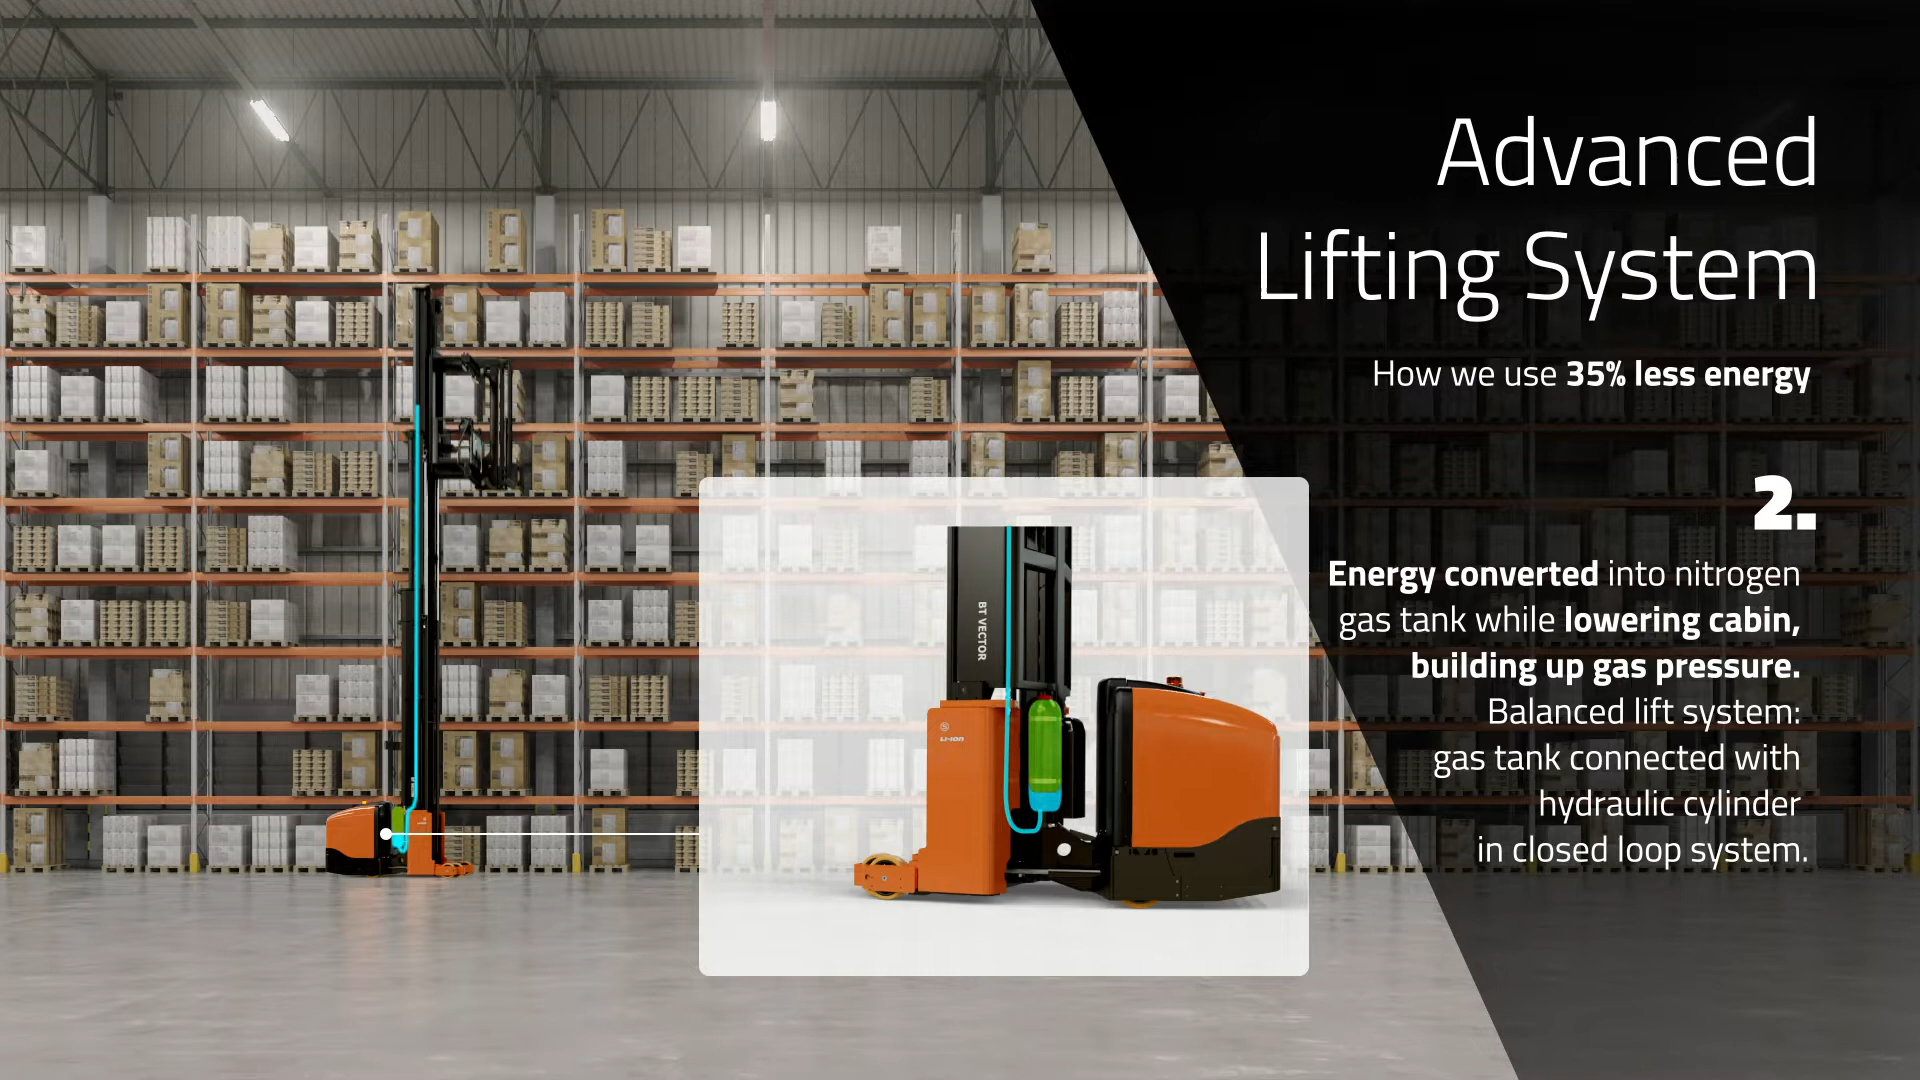 Advanced
Lifting System
How we use 35% less energy
2.
Energy converted into nitrogen
gas tank while lowering cabin,
building up gas pressure.
Balanced lift system:
gas tank connected with
hydraulic cylinder
in closed loop system.
BT VECTOR
LI-ION